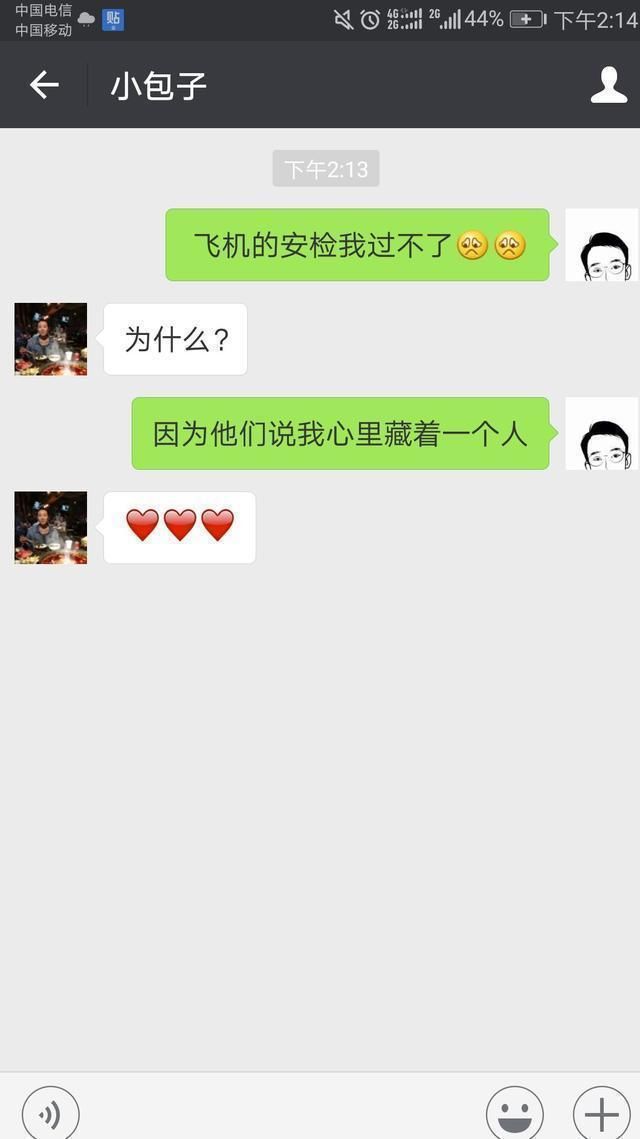 中国电信
中国移动
贴
4G
2G
2G
44%
下午2:14
小包子
下午2:13
飞机的安检我过不了😢😢
为什么?
因为他们说我心里藏着一个人
❤❤❤